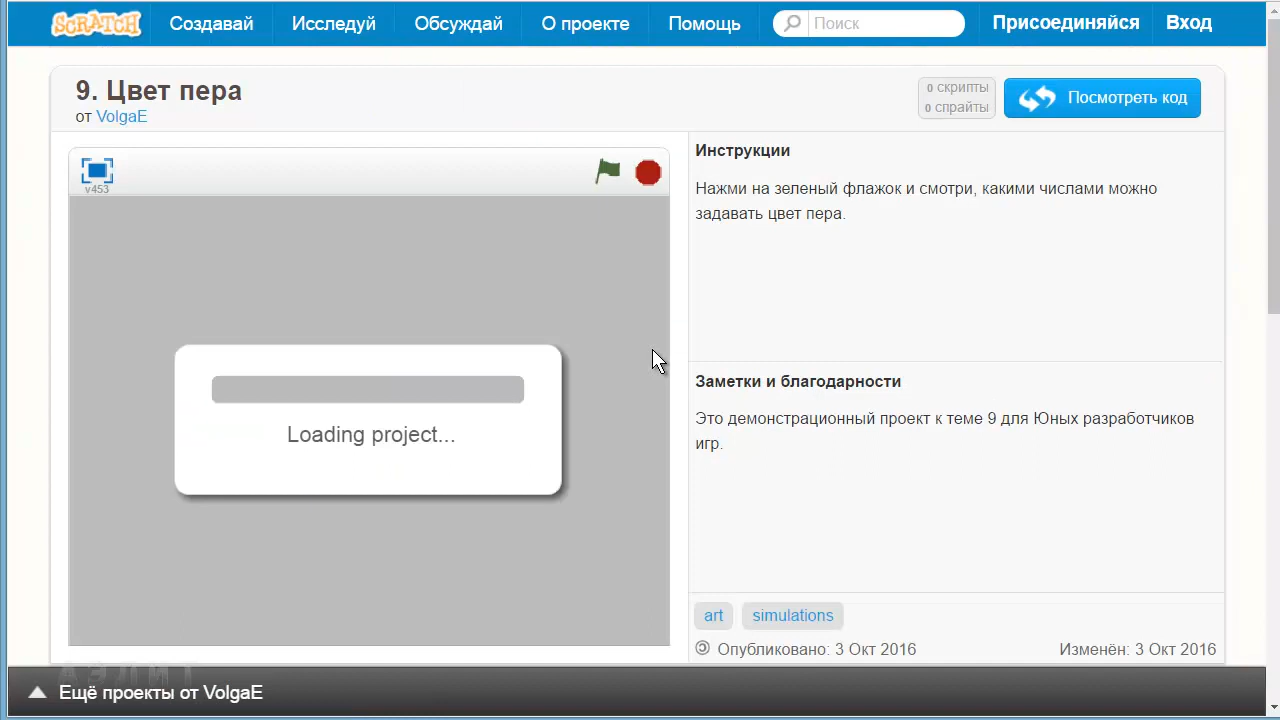 SCRATCH Создавай Исследуй Обсуждай О проекте Помощь Поиск Присоединяйся Вход
9. Цвет пера
от VolgaE
0 скрипты
0 спрайты
Посмотреть код
v453
Loading project...
Инструкции
Нажми на зеленый флажок и смотри, какими числами можно
задавать цвет пера.
Заметки и благодарности
Это демонстрационный проект к теме 9 для Юных разработчиков
игр.
art simulations
Опубликовано: 3 Окт 2016 Изменён: 3 Окт 2016
Ещё проекты от VolgaE